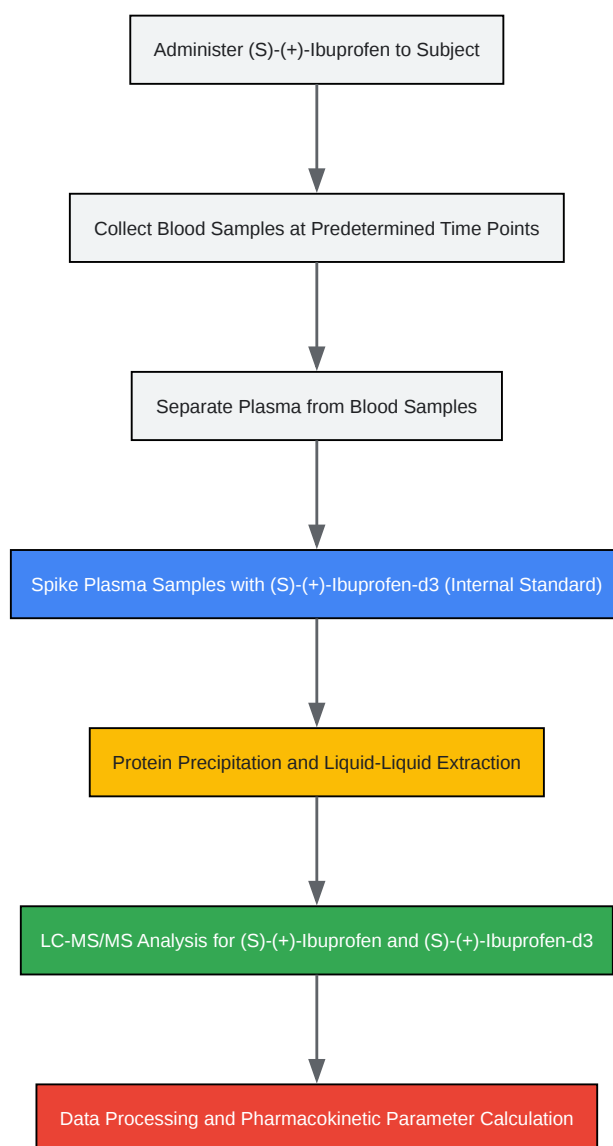 Administer (S)-(+)-Ibuprofen to Subject
Collect Blood Samples at Predetermined Time Points
Separate Plasma from Blood Samples
Spike Plasma Samples with (S)-(+)-Ibuprofen-d3 (Internal Standard)
Protein Precipitation and Liquid-Liquid Extraction
LC-MS/MS Analysis for (S)-(+)-Ibuprofen and (S)-(+)-Ibuprofen-d3
Data Processing and Pharmacokinetic Parameter Calculation